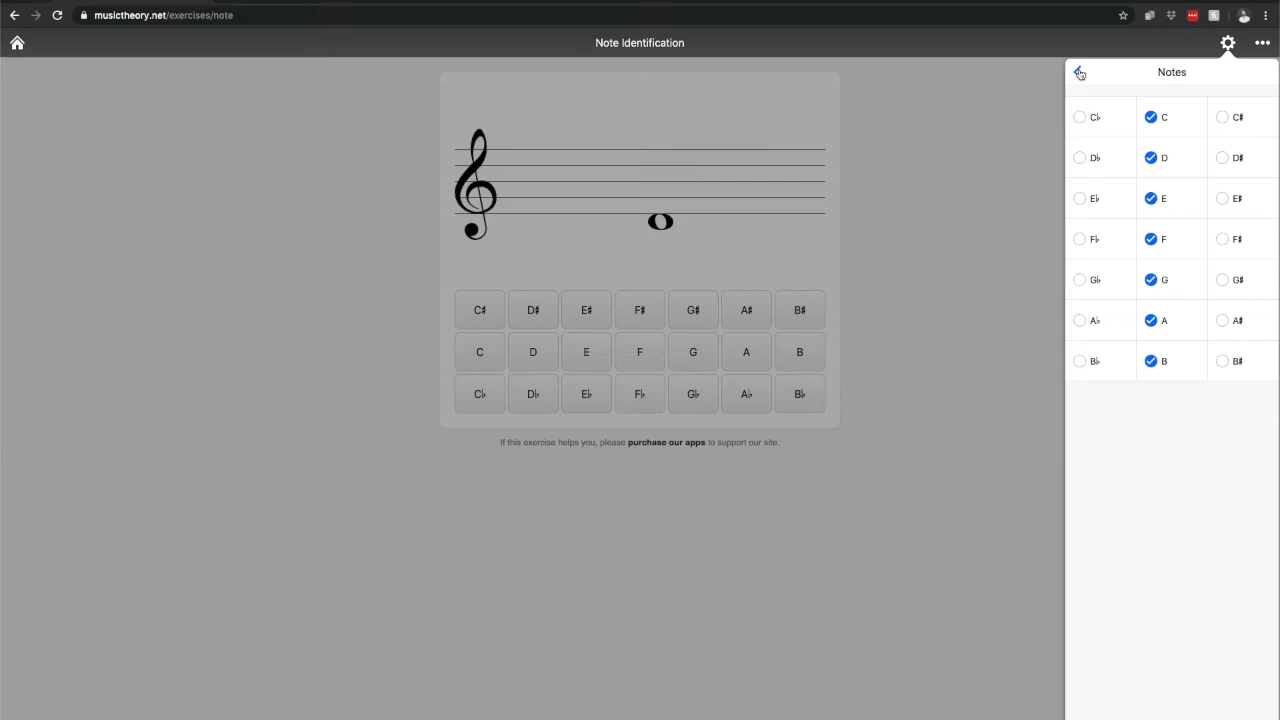 musictheory.net/exercises/note
Note Identification
Notes
C♭ C C♯
D♭ D D♯
E♭ E E♯
F♭ F F♯
G♭ G G♯
A♭ A A♯
B♭ B B♯
C♯ D♯ E♯ F♯ G♯ A♯ B♯
C D E F G A B
C♭ D♭ E♭ F♭ G♭ A♭ B♭
If this exercise helps you, please purchase our apps to support our site.